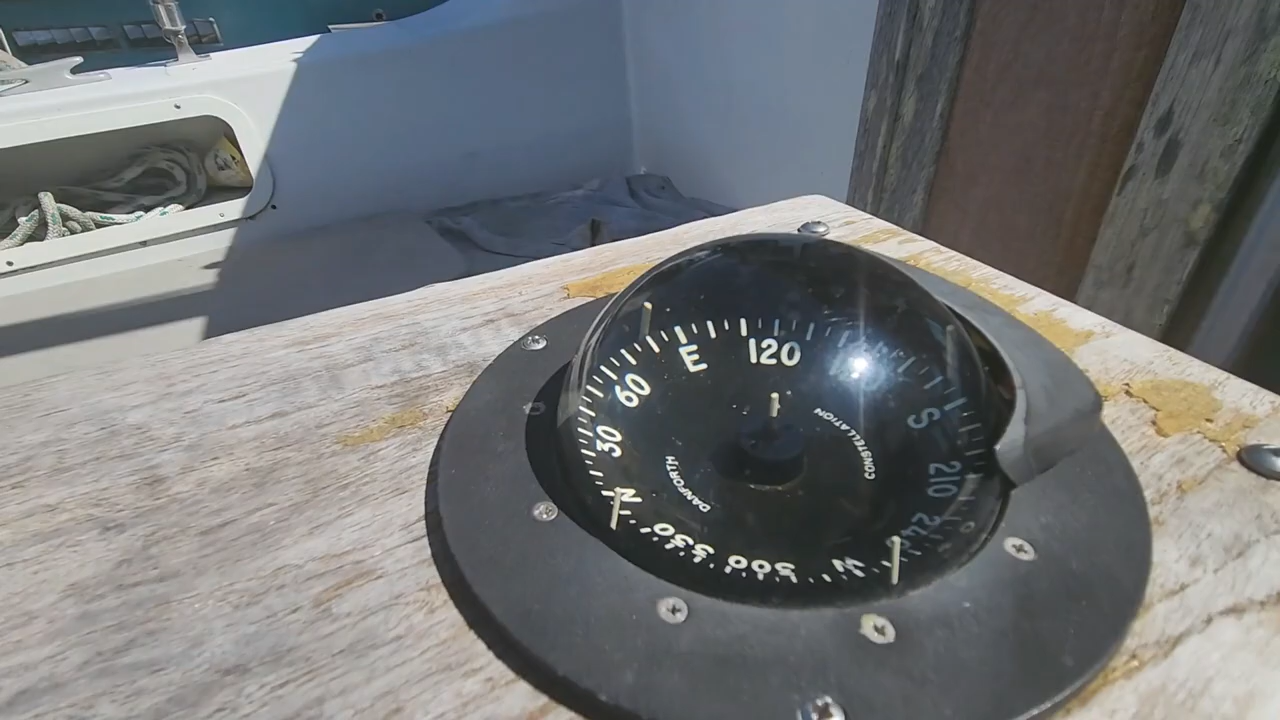 E
120
60
30
S
N
210
DANFORTH
CONSTELLATION
330
300
W